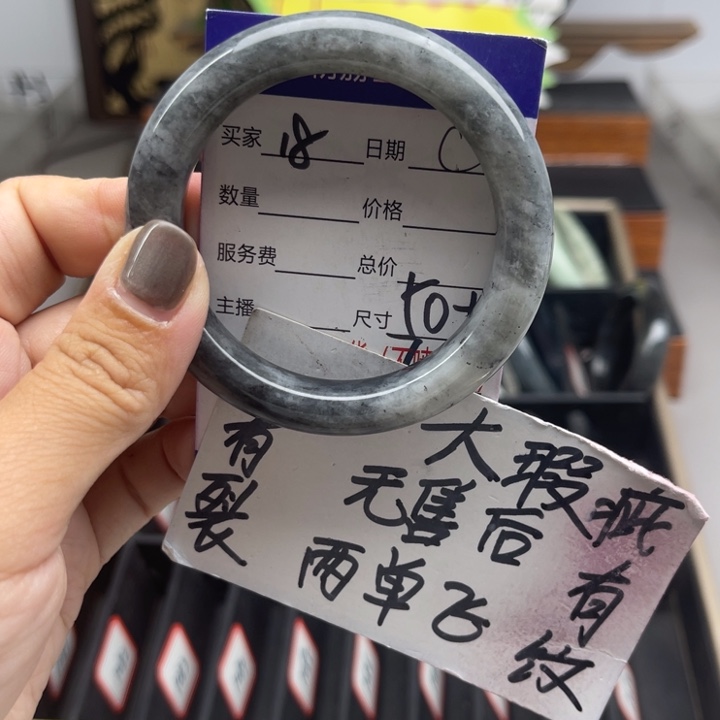 买家 18 日期
数量 价格
服务费 总价
主播 尺寸
有裂
大瑕疵
无售后
有纹
两单飞